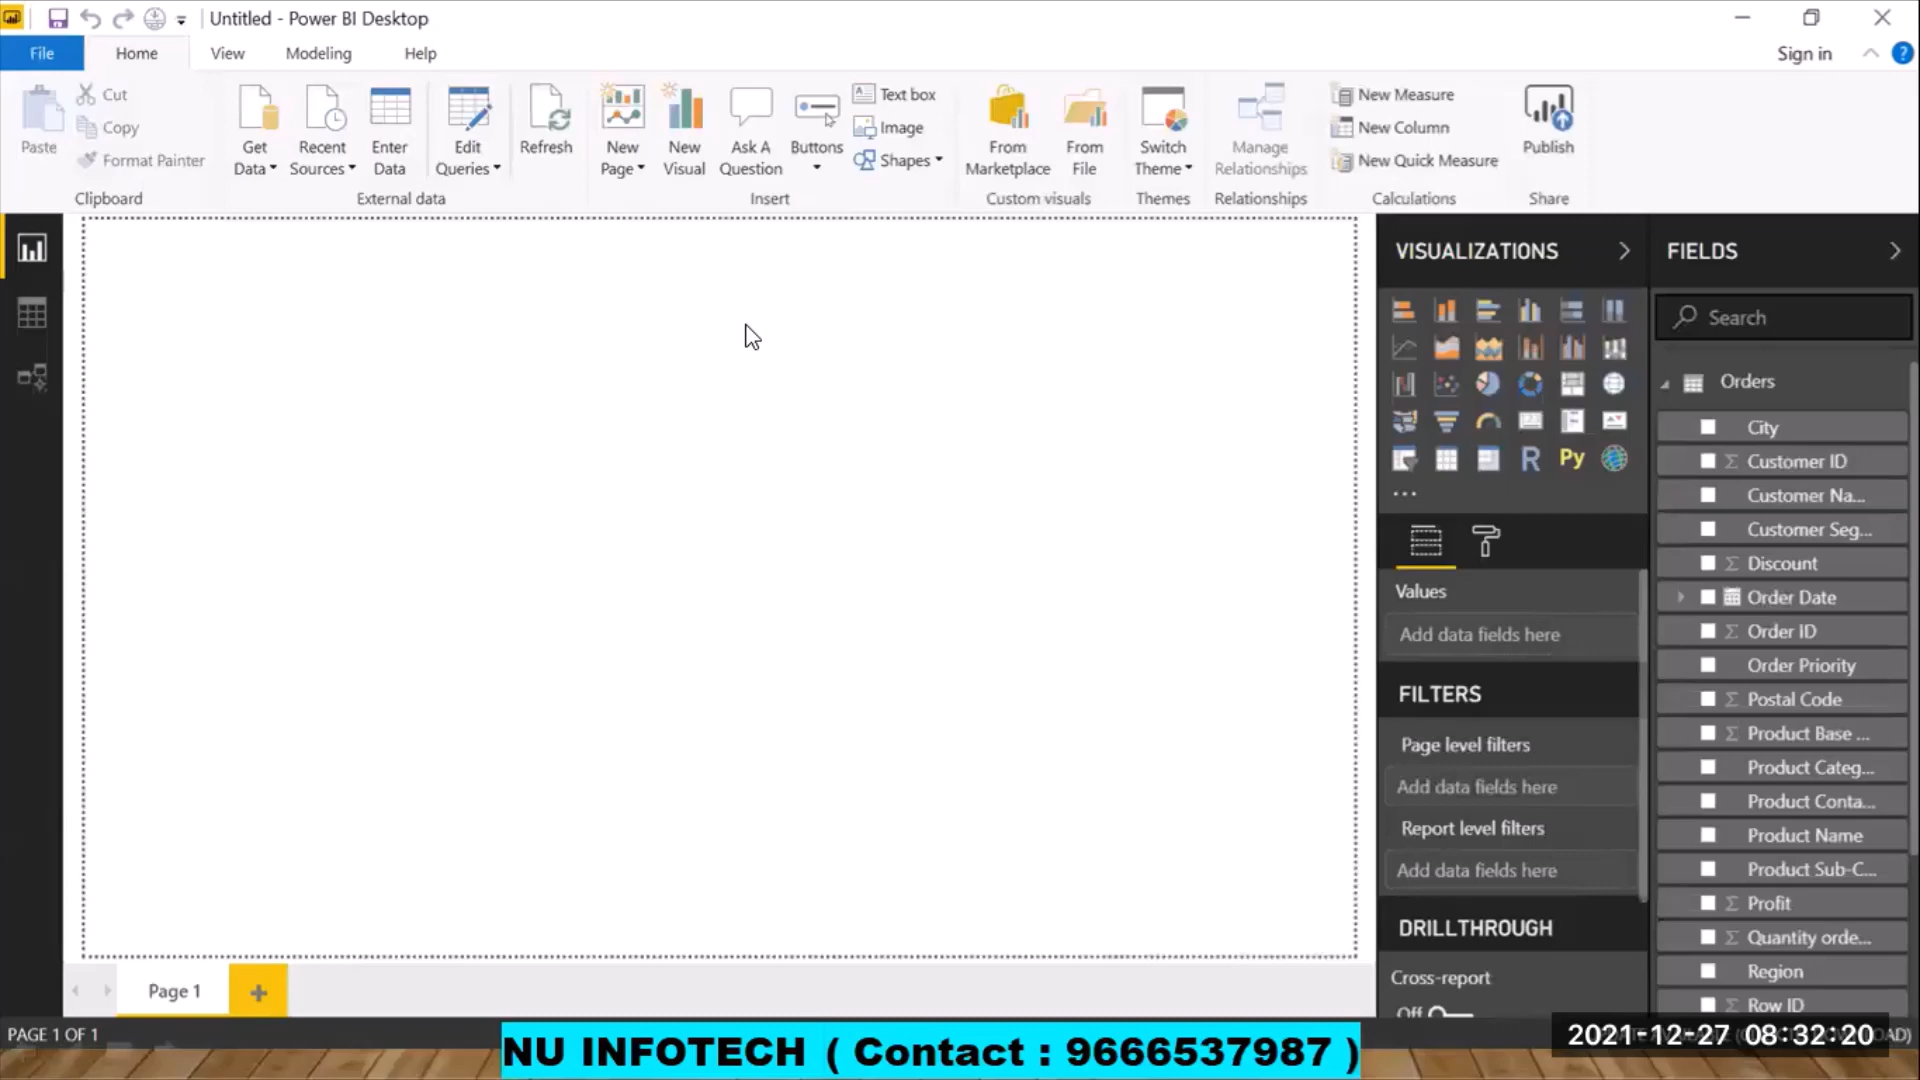 Untitled - Power BI Desktop
File Home View Modeling Help Sign in
Paste
Cut
Copy
Format Painter
Clipboard
Get Data
Recent Sources
Enter Data
Edit Queries
Refresh
External data
New Page
New Visual
Ask A Question
Buttons
Text box
Image
Shapes
Insert
From Marketplace
From File
Custom visuals
Switch Theme
Themes
Manage Relationships
Relationships
New Measure
New Column
New Quick Measure
Calculations
Publish
Share
VISUALIZATIONS
R Py
Values
Add data fields here
FILTERS
Page level filters
Add data fields here
Report level filters
Add data fields here
DRILLTHROUGH
Cross-report
Off
FIELDS
Search
Orders
City
Customer ID
Customer Na...
Customer Seg...
Discount
Order Date
Order ID
Order Priority
Postal Code
Product Base ...
Product Categ...
Product Conta...
Product Name
Product Sub-C...
Profit
Quantity orde...
Region
Row ID
Page 1
PAGE 1 OF 1
2021-12-27 08:32:20
NU INFOTECH ( Contact : 9666537987 )